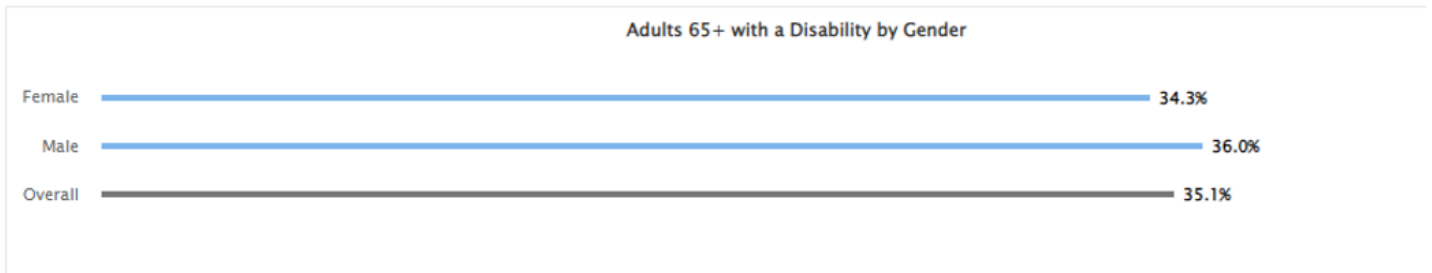 Adults 65+ with a Disability by Gender
Female 34.3%
Male 36.0%
Overall 35.1%